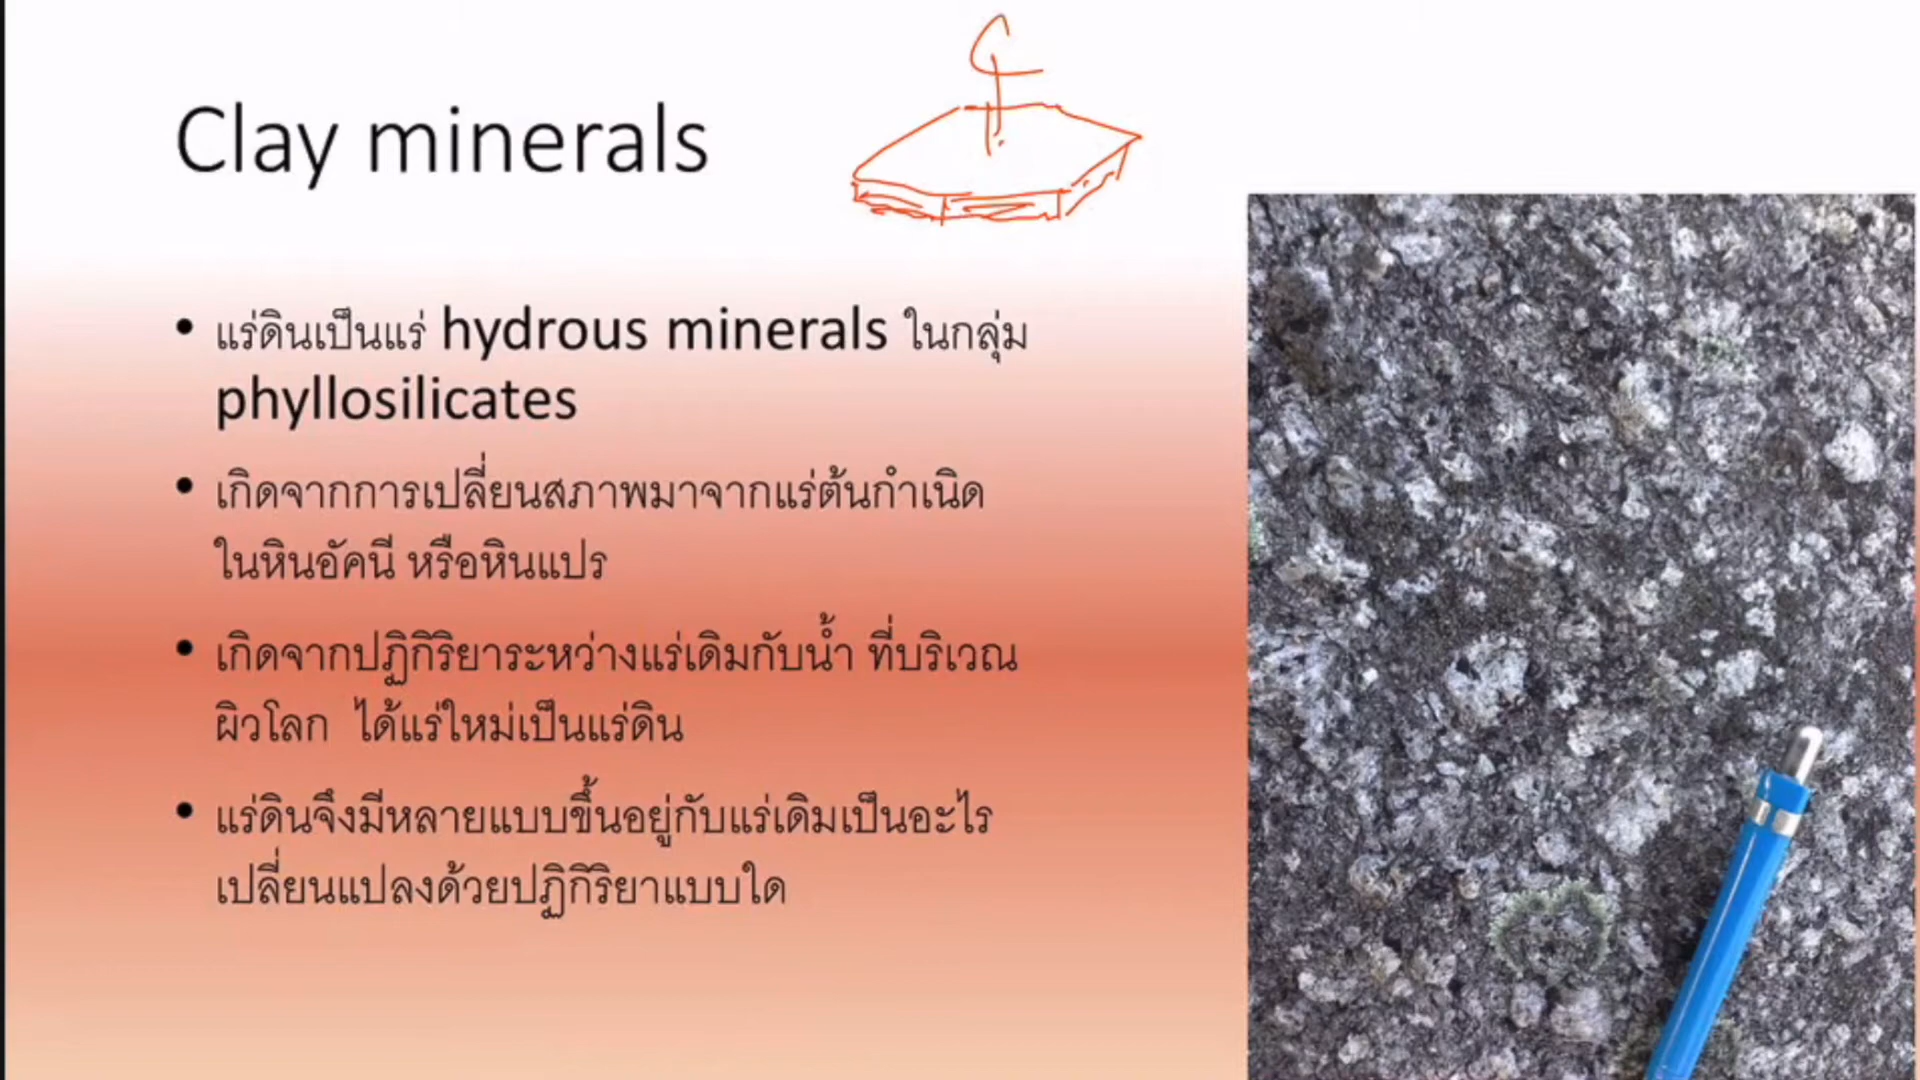 Clay minerals
• แร่ดินเป็นแร่ hydrous minerals ในกลุ่ม
phyllosilicates
• เกิดจากการเปลี่ยนสภาพมาจากแร่ต้นกำเนิด
ในหินอัคนี หรือหินแปร
• เกิดจากปฏิกิริยาระหว่างแร่เดิมกับน้ำ ที่บริเวณ
ผิวโลก ได้แร่ใหม่เป็นแร่ดิน
• แร่ดินจึงมีหลายแบบขึ้นอยู่กับแร่เดิมเป็นอะไร
เปลี่ยนแปลงด้วยปฏิกิริยาแบบใด